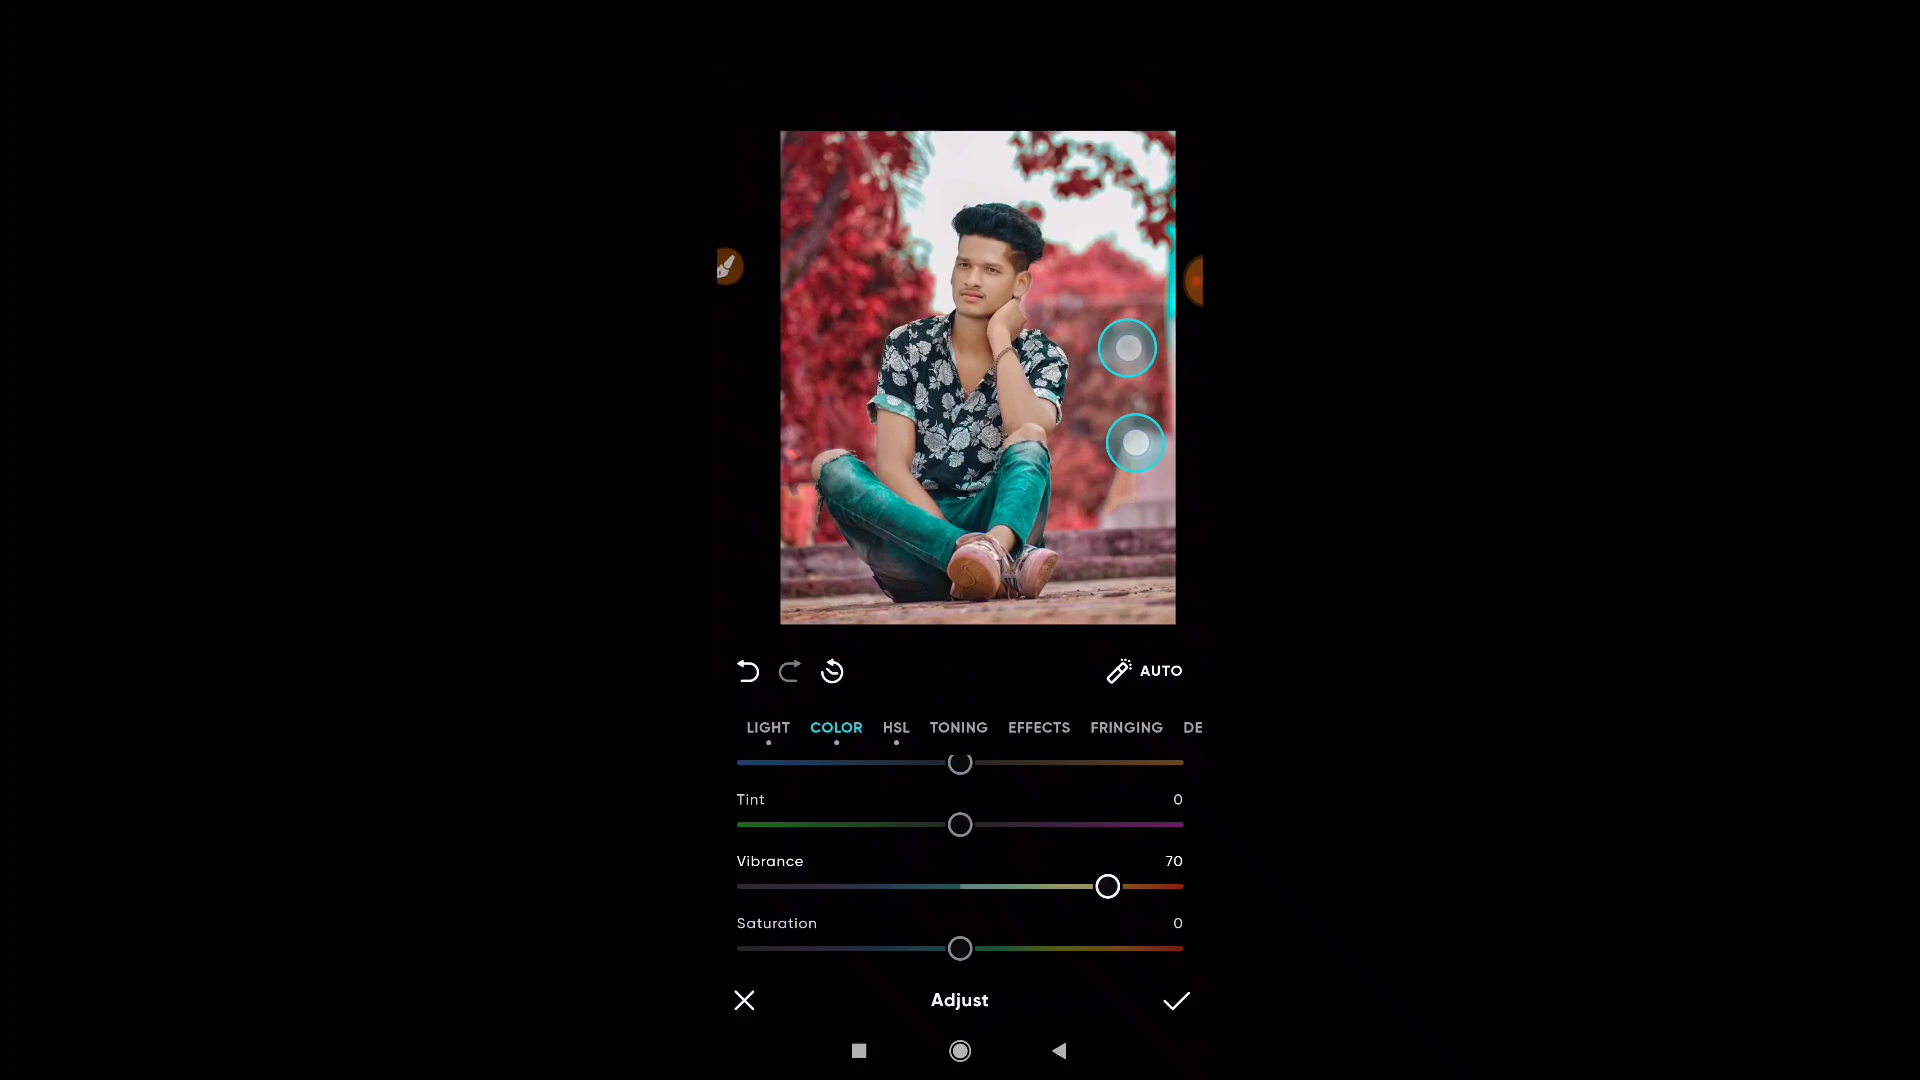 AUTO
LIGHT COLOR HSL TONING EFFECTS FRINGING DE
Tint 0
Vibrance 70
Saturation 0
Adjust